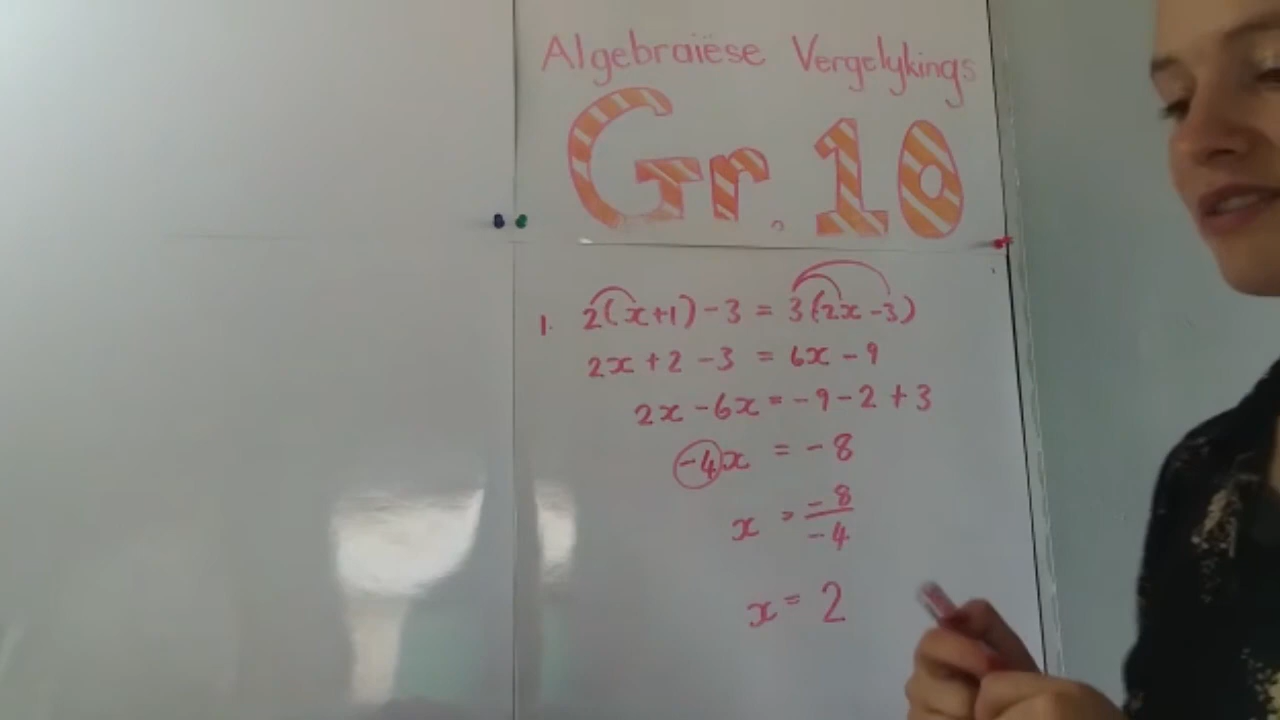 Algebraiëse Vergelykings
Gr. 10
1. 2(x+1) - 3 = 3(2x - 3)
2x + 2 - 3 = 6x - 9
2x - 6x = -9 - 2 + 3
-4x = -8
x = -8/-4
x = 2